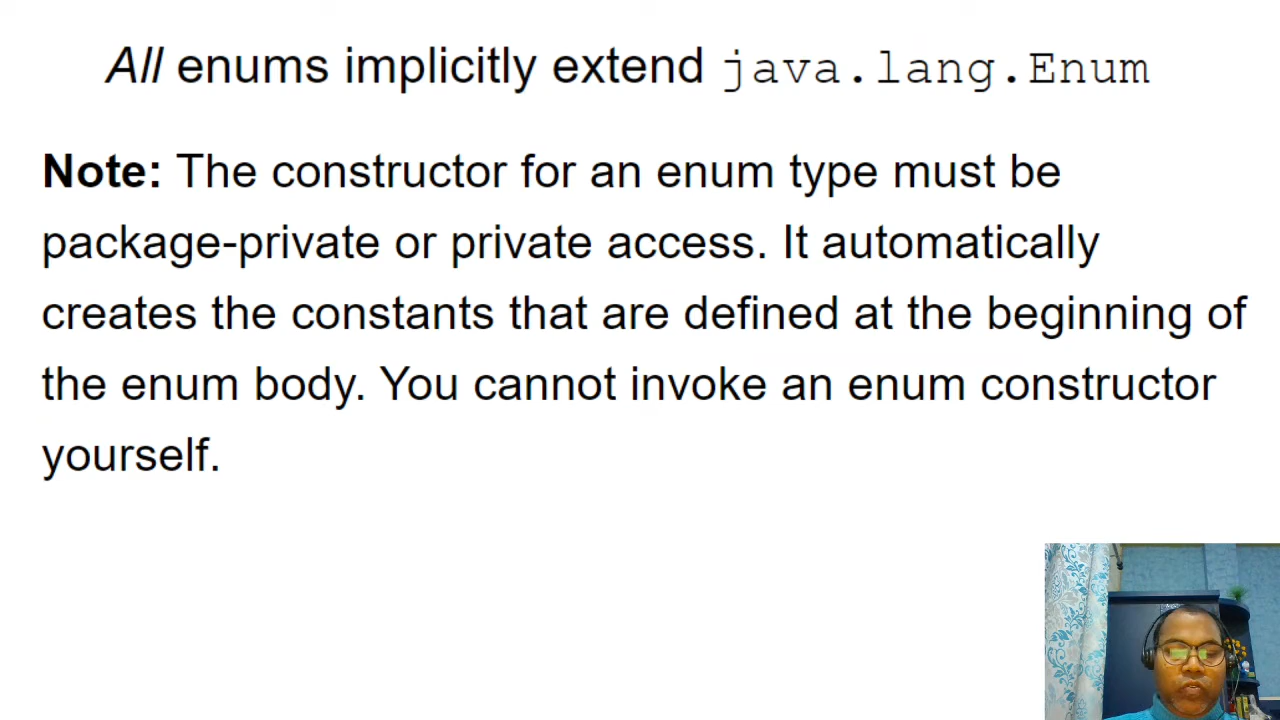 All enums implicitly extend java.lang.Enum
Note: The constructor for an enum type must be
package-private or private access. It automatically
creates the constants that are defined at the beginning of
the enum body. You cannot invoke an enum constructor
yourself.